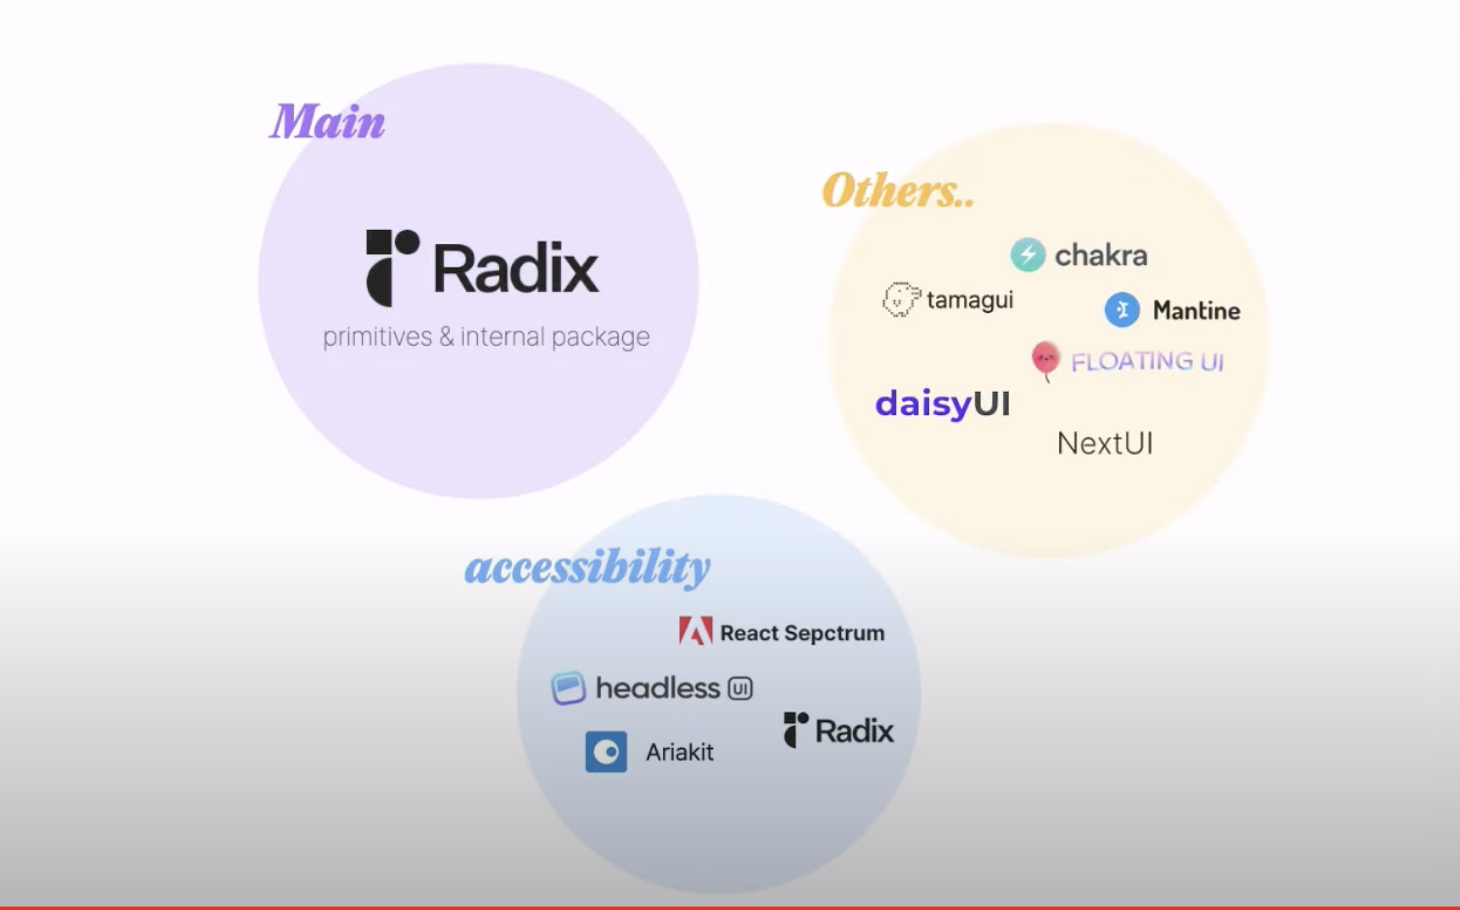 Main
Radix
primitives & internal package
Others..
chakra
tamagui
Mantine
FLOATING UI
daisyUI
NextUI
accessibility
React Sepctrum
headless UI
Radix
Ariakit